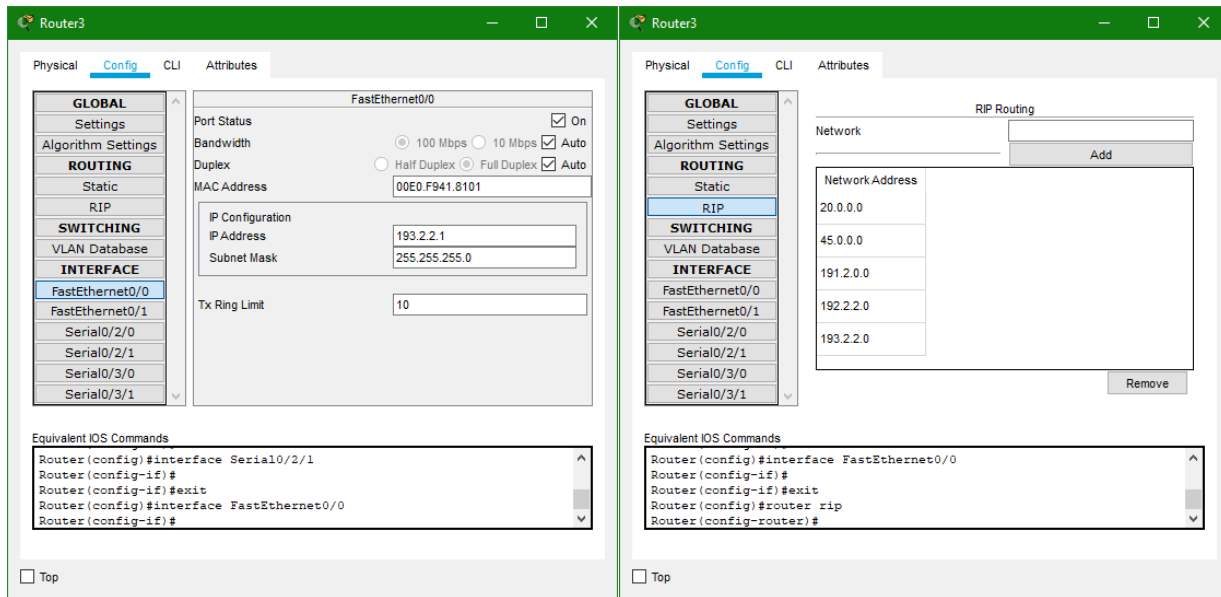 Router3
Physical Config CLI Attributes
GLOBAL
Settings
Algorithm Settings
ROUTING
Static
RIP
SWITCHING
VLAN Database
INTERFACE
FastEthernet0/0
FastEthernet0/1
Serial0/2/0
Serial0/2/1
Serial0/3/0
Serial0/3/1
FastEthernet0/0
Port Status On
Bandwidth 100 Mbps 10 Mbps Auto
Duplex Half Duplex Full Duplex Auto
MAC Address 00E0.F941.8101
IP Configuration
IP Address 193.2.2.1
Subnet Mask 255.255.255.0
Tx Ring Limit 10
Equivalent IOS Commands
Router(config)#interface Serial0/2/1
Router(config-if)#
Router(config-if)#exit
Router(config)#interface FastEthernet0/0
Router(config-if)#
Top
Router3
Physical Config CLI Attributes
GLOBAL
Settings
Algorithm Settings
ROUTING
Static
RIP
SWITCHING
VLAN Database
INTERFACE
FastEthernet0/0
FastEthernet0/1
Serial0/2/0
Serial0/2/1
Serial0/3/0
Serial0/3/1
RIP Routing
Network
Add
Network Address
20.0.0.0
45.0.0.0
191.2.0.0
192.2.2.0
193.2.2.0
Remove
Equivalent IOS Commands
Router(config)#interface FastEthernet0/0
Router(config-if)#
Router(config-if)#exit
Router(config)#router rip
Router(config-router)#
Top